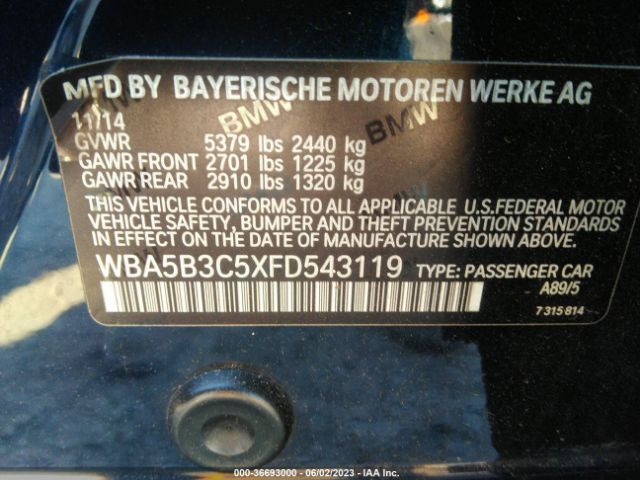 MFD BY BAYERISCHE MOTOREN WERKE AG
11/14
GVWR 5379 lbs 2440 kg
GAWR FRONT 2701 lbs 1225 kg
GAWR REAR 2910 lbs 1320 kg
THIS VEHICLE CONFORMS TO ALL APPLICABLE U.S.FEDERAL MOTOR
VEHICLE SAFETY, BUMPER AND THEFT PREVENTION STANDARDS IN
EFFECT ON THE DATE OF MANUFACTURE SHOWN ABOVE.
WBA5B3C5XFD543119 TYPE: PASSENGER CAR
A89/5
7 315 814
BMW
BMW
000-36693000 - 06/02/2023 - IAA Inc.